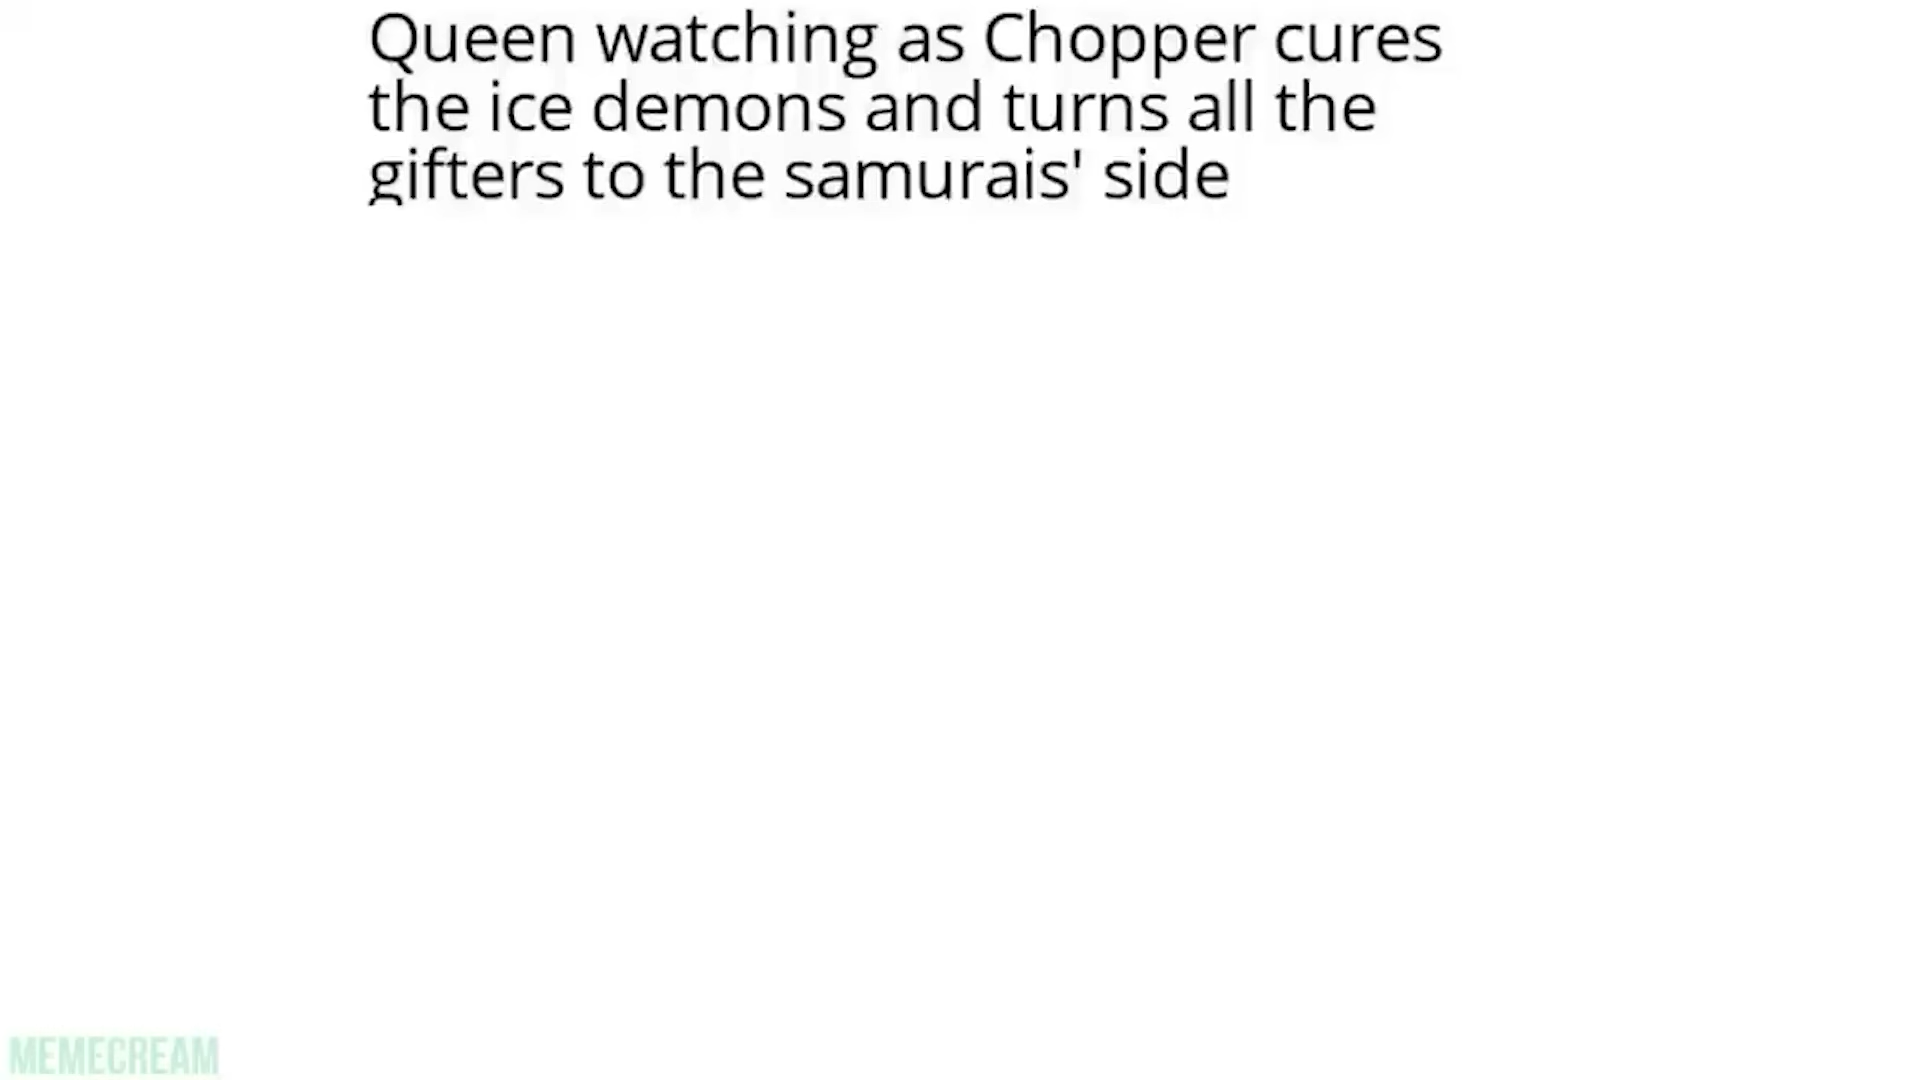 Queen watching as Chopper cures
the ice demons and turns all the
gifters to the samurais' side
MEMECREAM